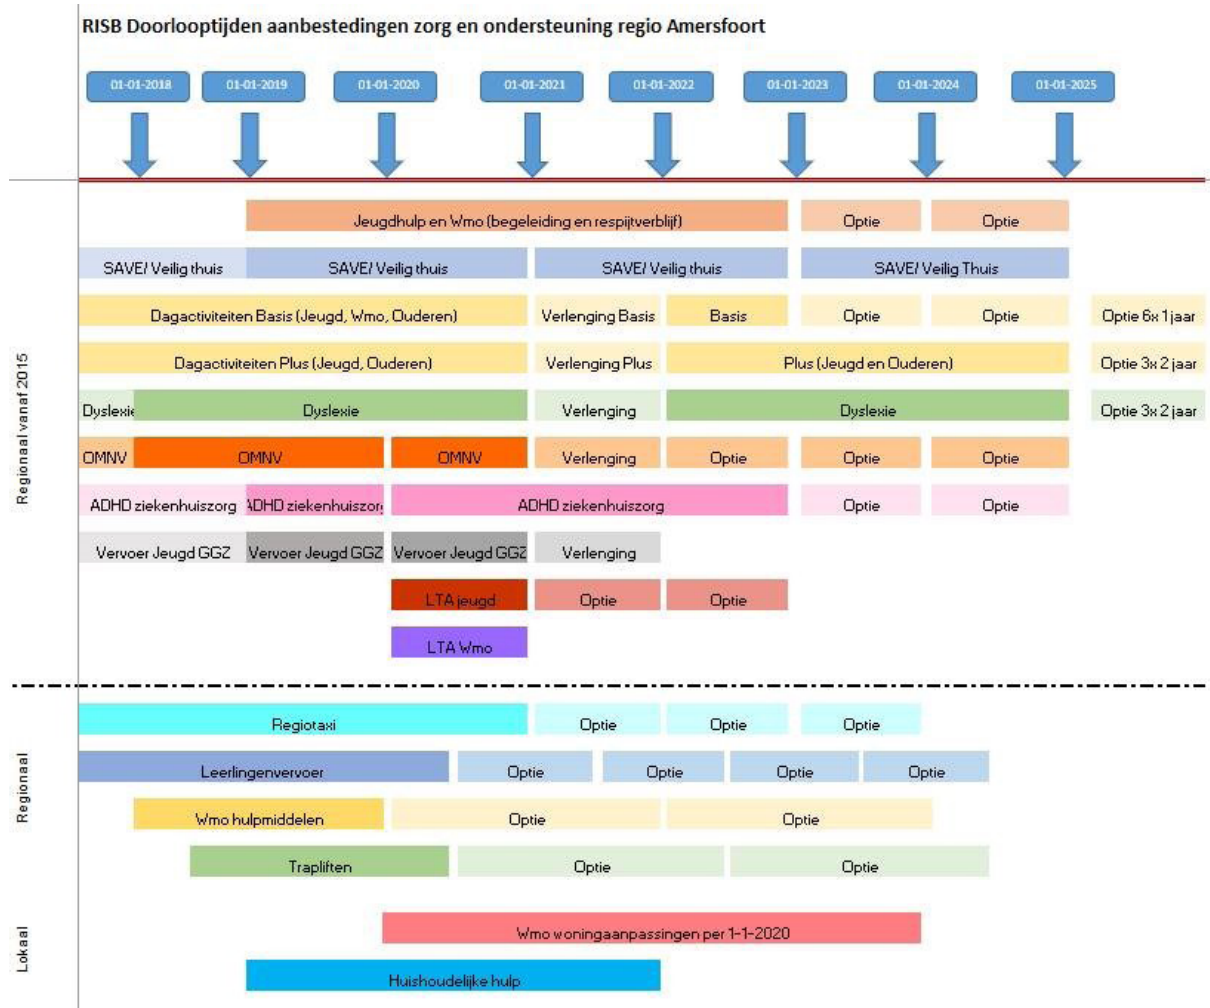 RISB Doorlooptijden aanbestedingen zorg en ondersteuning regio Amersfoort
01-01-2018 01-01-2019 01-01-2020 01-01-2021 01-01-2022 01-01-2023 01-01-2024 01-01-2025
Regionaal vanaf 2015
Jeugdhulp en Wmo (begeleiding en respijtverblijf) Optie Optie
SAVE/ Veilig thuis SAVE/ Veilig thuis SAVE/ Veilig thuis SAVE/ Veilig Thuis
Dagactiviteiten Basis (Jeugd, Wmo, Ouderen) Verlenging Basis Basis Optie Optie Optie 6x 1 jaar
Dagactiviteiten Plus (Jeugd, Ouderen) Verlenging Plus Plus (Jeugd en Ouderen) Optie 3x 2 jaar
Dyslexie Dyslexie Verlenging Dyslexie Optie 3x 2 jaar
OMNV OMNV OMNV Verlenging Optie Optie Optie
ADHD ziekenhuiszorg ADHD ziekenhuiszorg ADHD ziekenhuiszorg Optie Optie
Vervoer Jeugd GGZ Vervoer Jeugd GGZ Vervoer Jeugd GGZ Verlenging
LTA jeugd Optie Optie
LTA Wmo
Regionaal
Regiotaxi Optie Optie Optie
Leerlingenvervoer Optie Optie Optie Optie
Wmo hulpmiddelen Optie Optie
Trapliften Optie Optie
Lokaal
Wmo woningaanpassingen per 1-1-2020
Huishoudelijke hulp